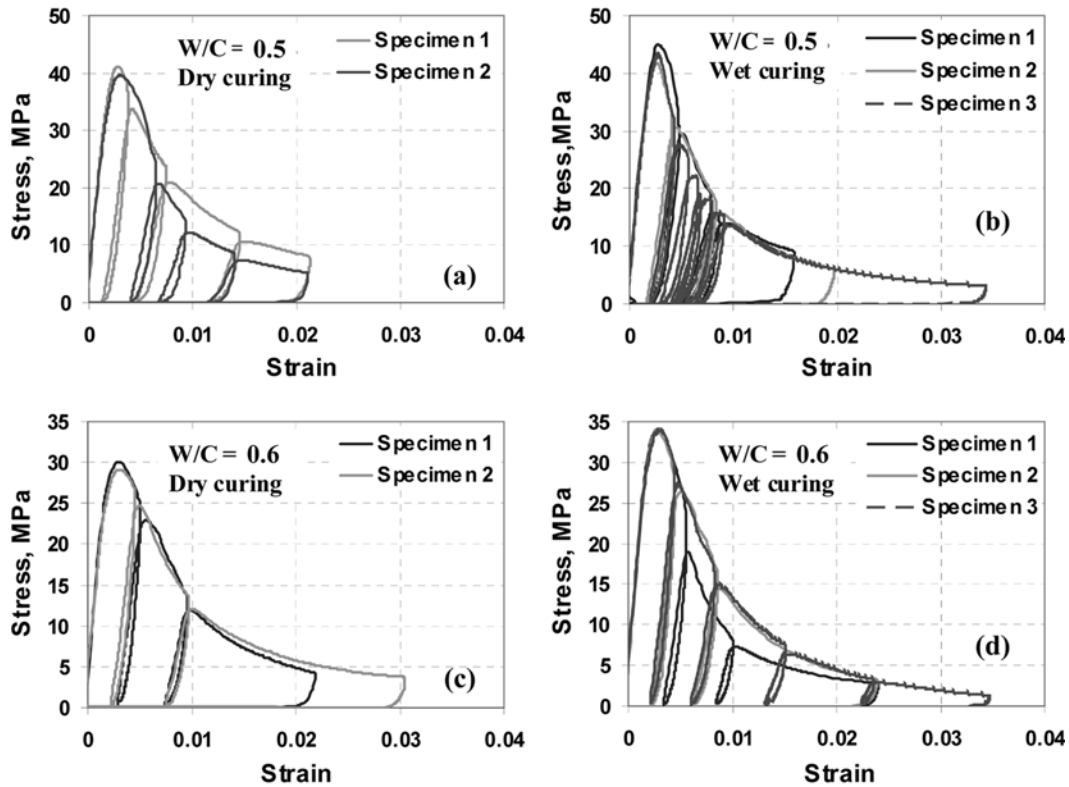 50
40
30
20
10
0
Stress, MPa
W/C = 0.5
Dry curing
Specimen 1
Specimen 2
(a)
0
0.01
0.02
0.03
0.04
Strain
50
40
30
20
10
0
Stress,MPa
W/C = 0.5
Wet curing
Specimen 1
Specimen 2
Specimen 3
(b)
0
0.01
0.02
0.03
0.04
Strain
35
30
25
20
15
10
5
0
Stress, MPa
W/C = 0.6
Dry curing
Specimen 1
Specimen 2
(c)
0
0.01
0.02
0.03
0.04
Strain
35
30
25
20
15
10
5
0
Stress, MPa
W/C = 0.6
Wet curing
Specimen 1
Specimen 2
Specimen 3
(d)
0
0.01
0.02
0.03
0.04
Strain